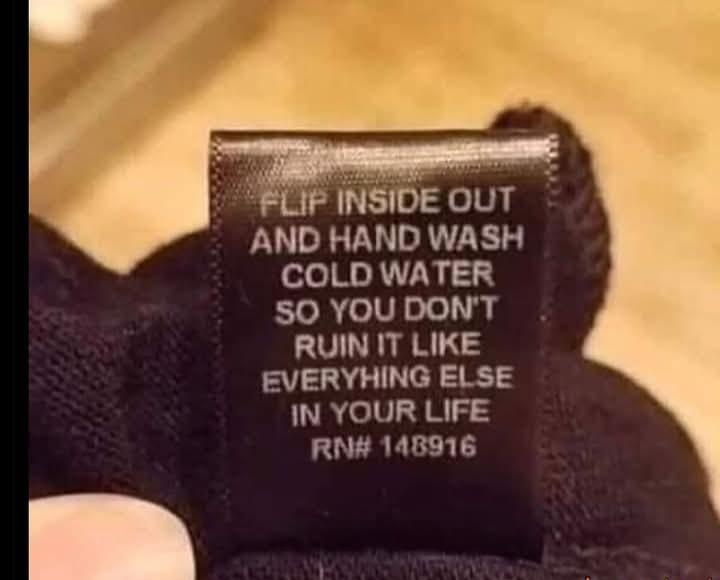 FLIP INSIDE OUT
AND HAND WASH
COLD WATER
SO YOU DON'T
RUIN IT LIKE
EVERYHING ELSE
IN YOUR LIFE
RN# 148916